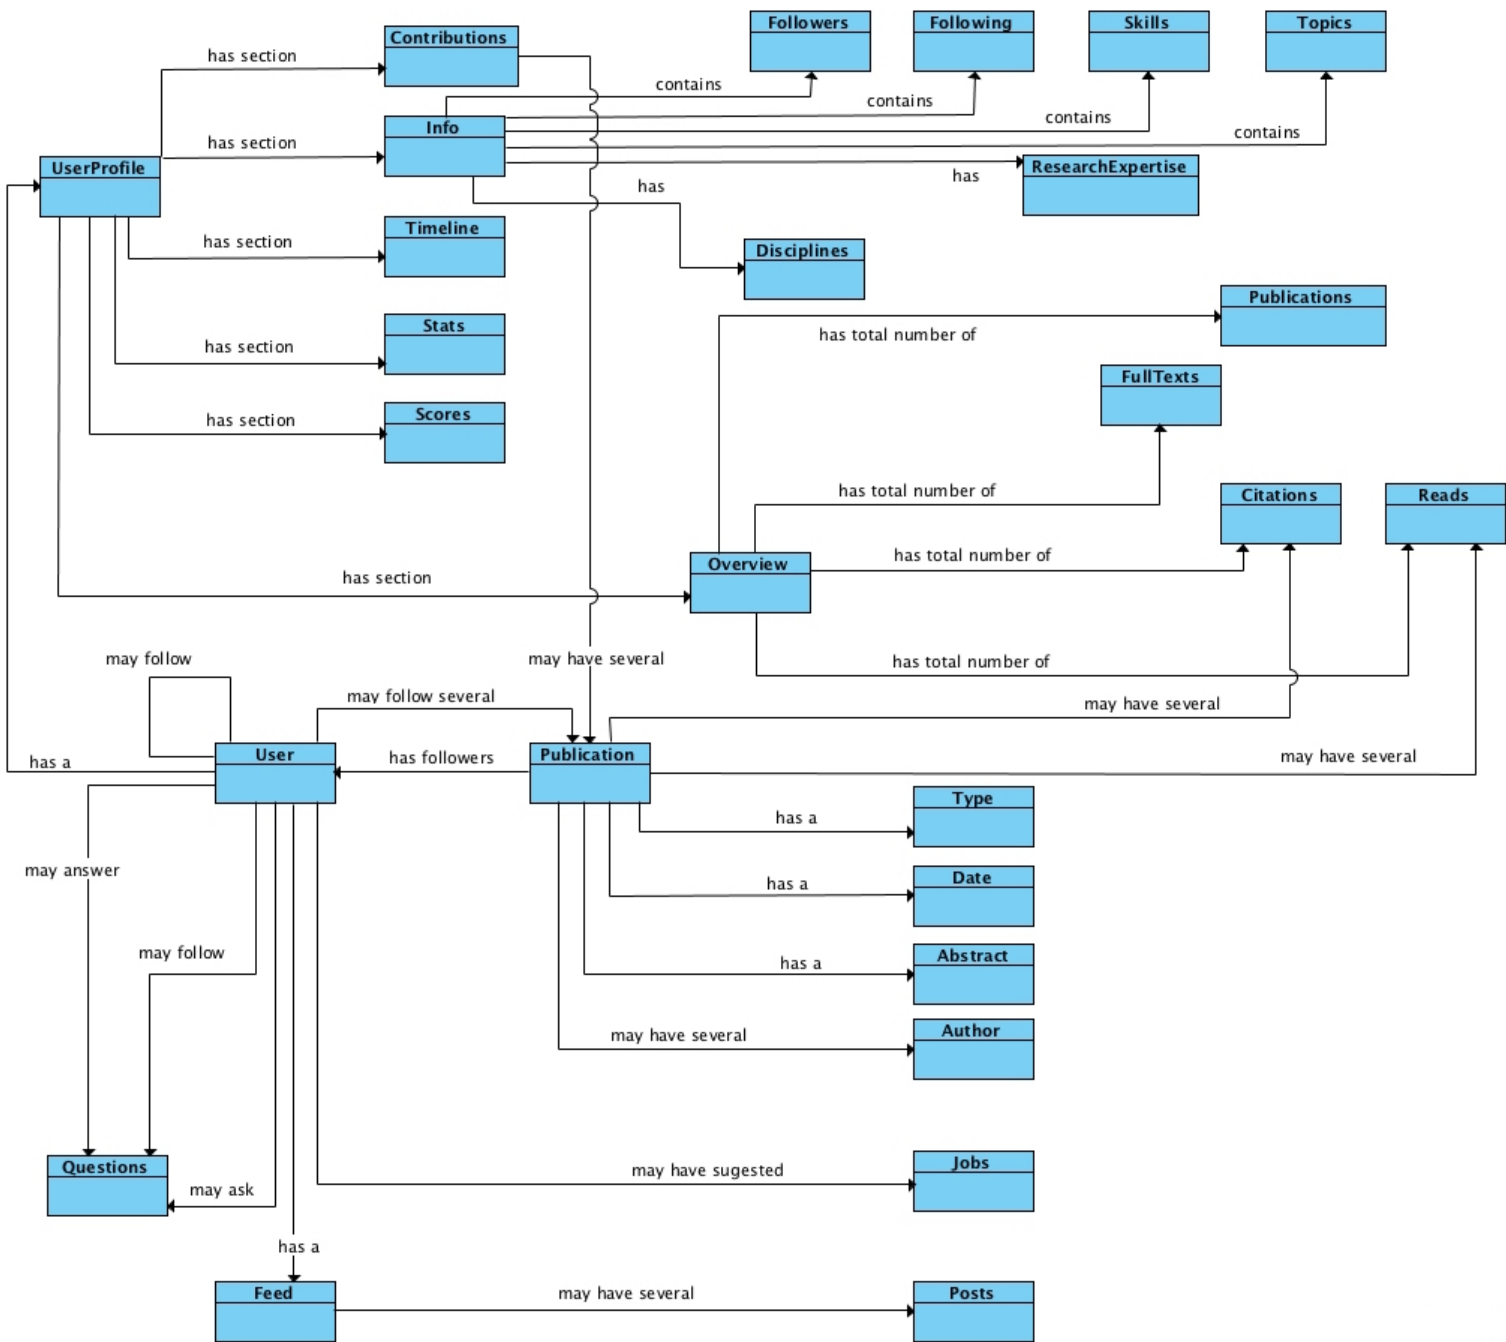 Followers
Following
Skills
Topics
Contributions
has section
contains
contains
contains
contains
Info
has section
UserProfile
ResearchExpertise
has
has
Timeline
has section
Disciplines
Publications
has total number of
Stats
has section
FullTexts
Scores
has section
has total number of
Citations
Reads
has total number of
Overview
has section
may follow
may have several
has total number of
may follow several
may have several
User
Publication
has a
has followers
may have several
Type
has a
may answer
Date
has a
may follow
Abstract
has a
Author
may have several
Questions
Jobs
may have sugested
may ask
has a
Feed
may have several
Posts